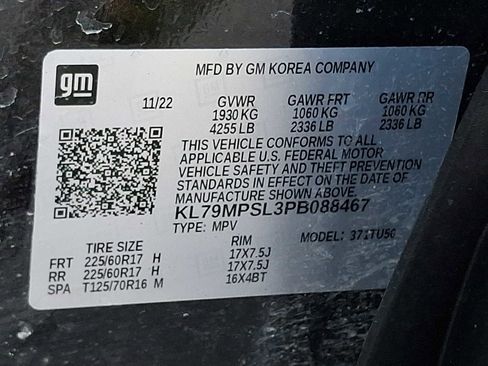 gm
MFD BY GM KOREA COMPANY
11/22 GVWR GAWR FRT GAWR RR
1930 KG 1060 KG 1060 KG
4255 LB 2336 LB 2336 LB
THIS VEHICLE CONFORMS TO ALL
APPLICABLE U.S. FEDERAL MOTOR
VEHICLE SAFETY AND THEFT PREVENTION
STANDARDS IN EFFECT ON THE DATE OF
MANUFACTURE SHOWN ABOVE.
KL79MPSL3PB088467
TYPE: MPV MODEL: 371TU56
TIRE SIZE RIM
FRT 225/60R17 H 17X7.5J
RR 225/60R17 H 17X7.5J
SPA T125/70R16 M 16X4BT